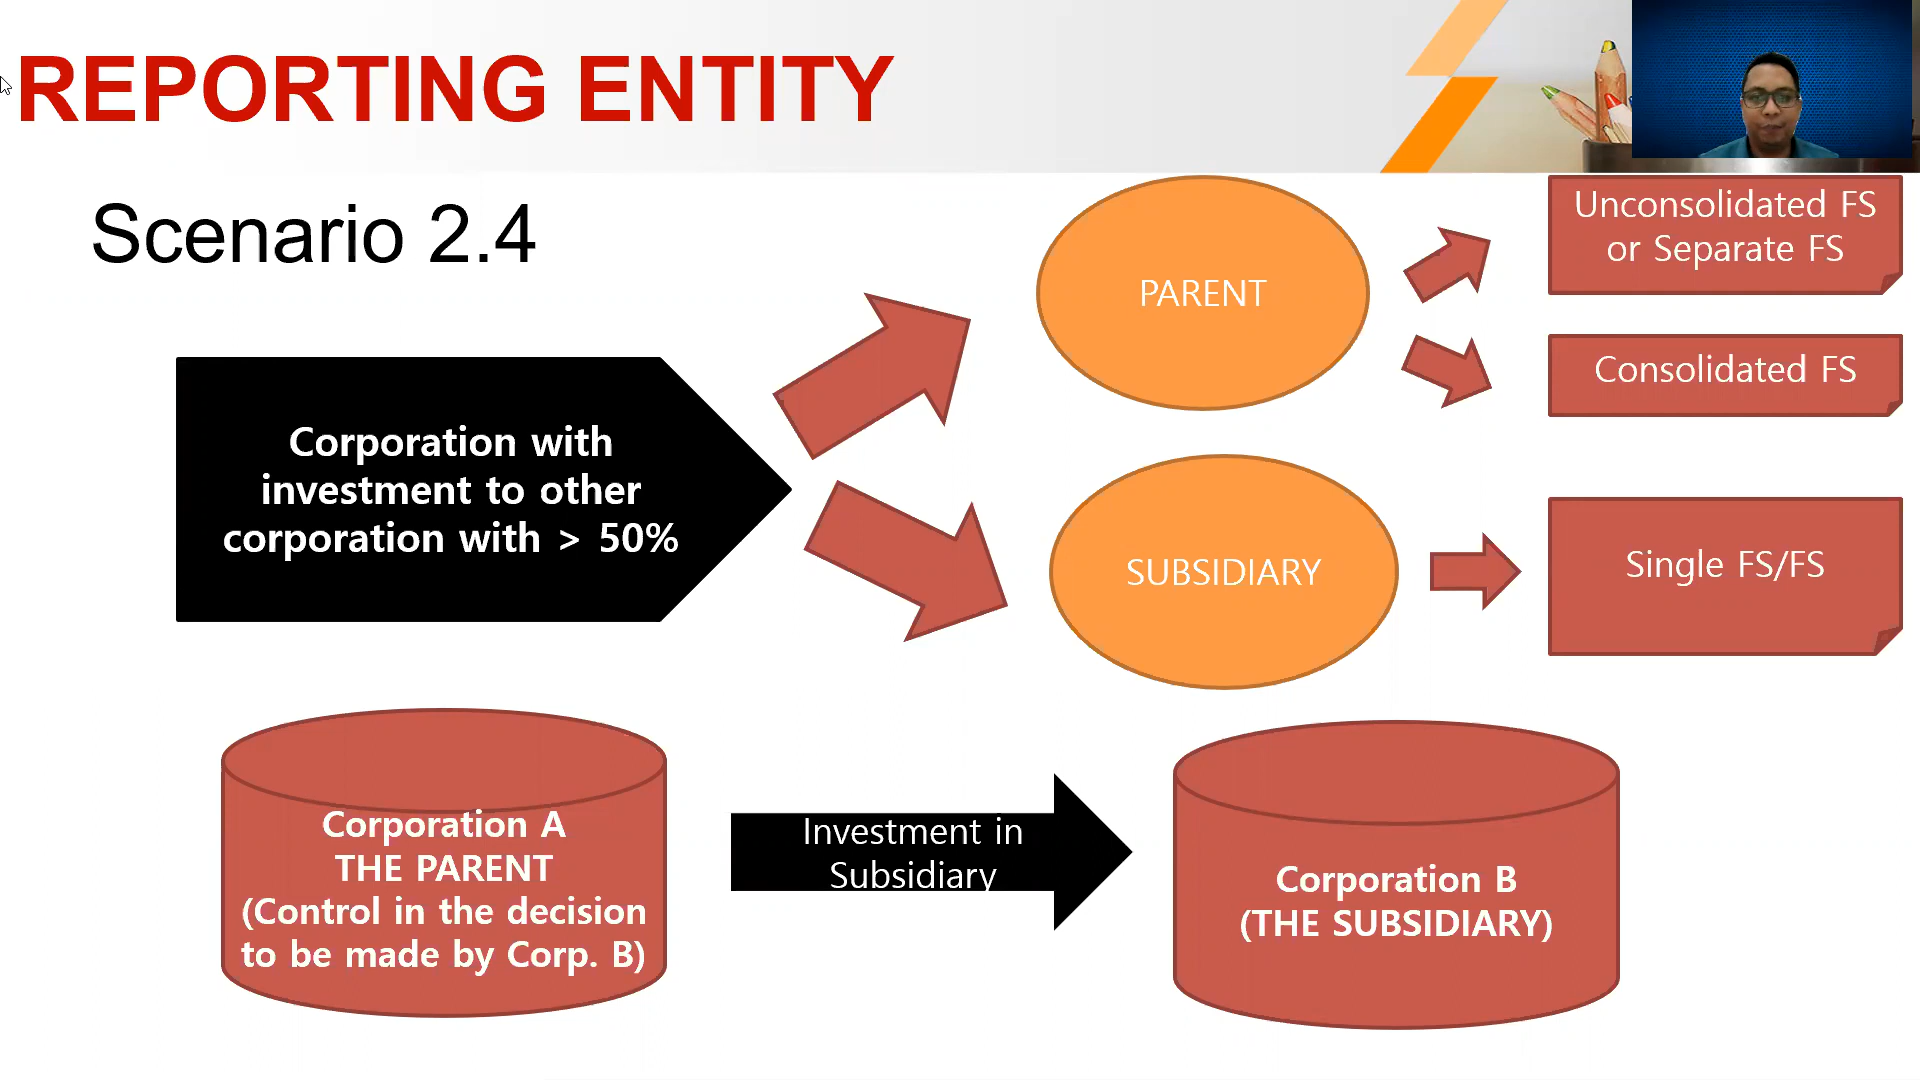 REPORTING ENTITY
Scenario 2.4
Corporation with
investment to other
corporation with > 50%
PARENT
Unconsolidated FS
or Separate FS
Consolidated FS
SUBSIDIARY
Single FS/FS
Corporation A
THE PARENT
(Control in the decision
to be made by Corp. B)
Investment in
Subsidiary
Corporation B
(THE SUBSIDIARY)